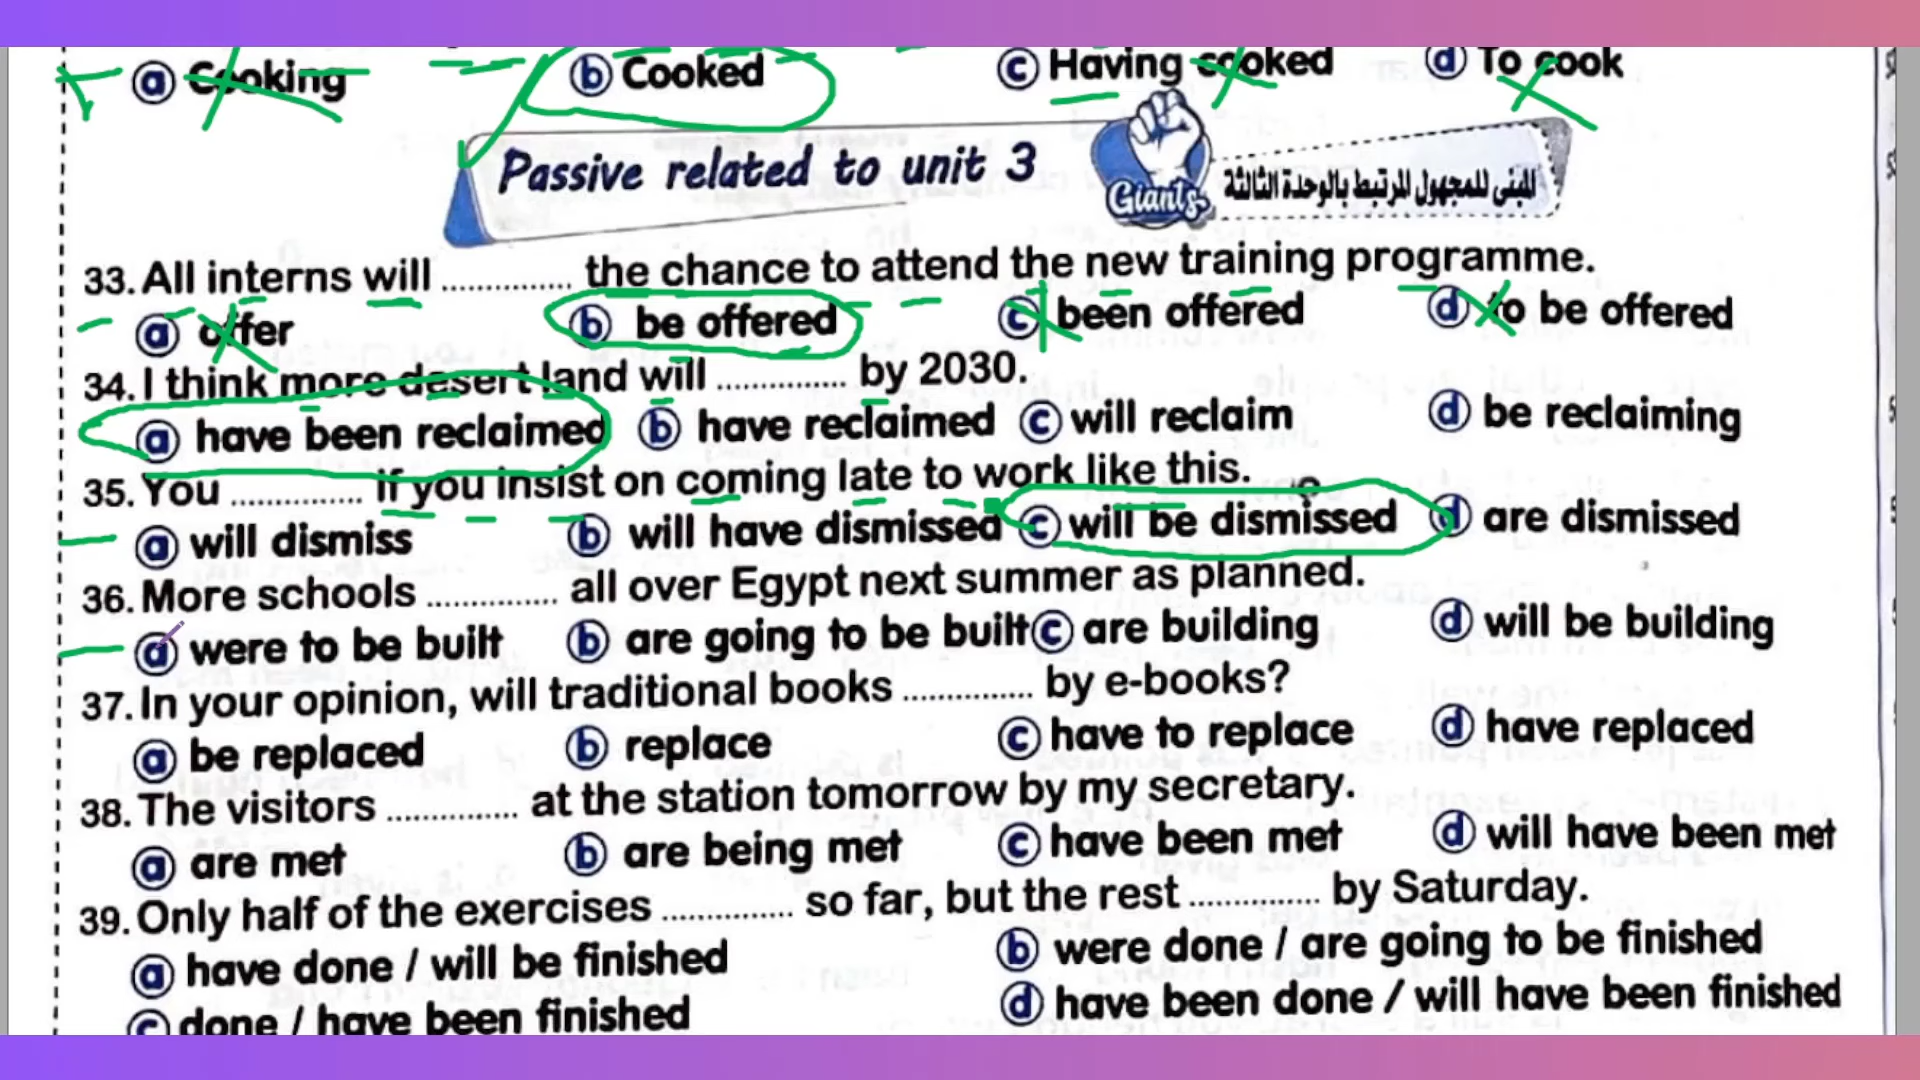 a Cooking b Cooked c Having cooked d To cook
Passive related to unit 3 Giants المبنى للمجهول المرتبط بالوحدة الثالثة
33. All interns will .............. the chance to attend the new training programme.
a offer b be offered c been offered d to be offered
34. I think more desert land will .............. by 2030.
a have been reclaimed b have reclaimed c will reclaim d be reclaiming
35. You .............. if you insist on coming late to work like this.
a will dismiss b will have dismissed c will be dismissed d are dismissed
36. More schools .............. all over Egypt next summer as planned.
a were to be built b are going to be built c are building d will be building
37. In your opinion, will traditional books .............. by e-books?
a be replaced b replace c have to replace d have replaced
38. The visitors .............. at the station tomorrow by my secretary.
a are met b are being met c have been met d will have been met
39. Only half of the exercises .............. so far, but the rest .............. by Saturday.
a have done / will be finished b were done / are going to be finished
c done / have been finished d have been done / will have been finished